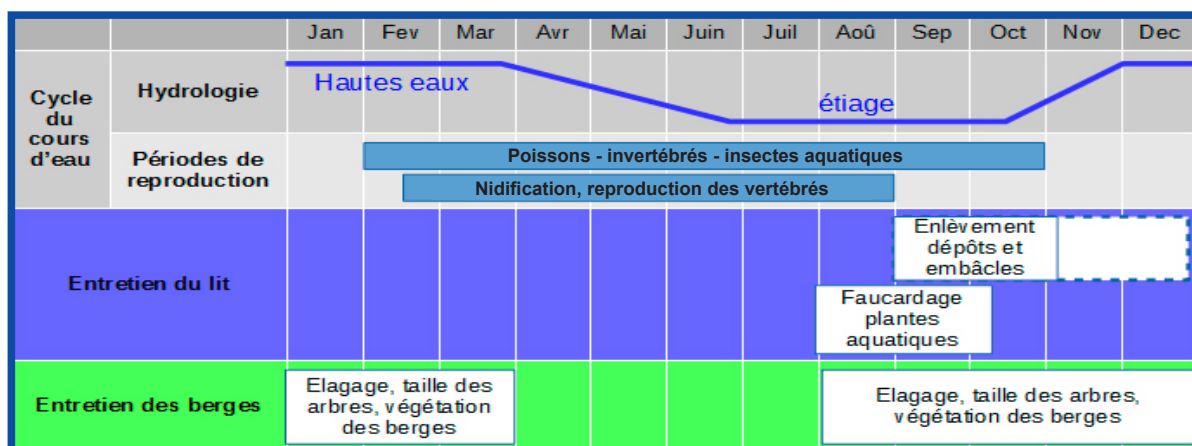 Jan Fev Mar Avr Mai Juin Juil Aoû Sep Oct Nov Dec
Cycle
du
cours
d'eau
Hydrologie
Hautes eaux
étiage
Périodes de
reproduction
Poissons - invertébrés - insectes aquatiques
Nidification, reproduction des vertébrés
Entretien du lit
Enlèvement
dépôts et
embâcles
Faucardage
plantes
aquatiques
Entretien des berges
Elagage, taille des
arbres, végétation
des berges
Elagage, taille des arbres,
végétation des berges